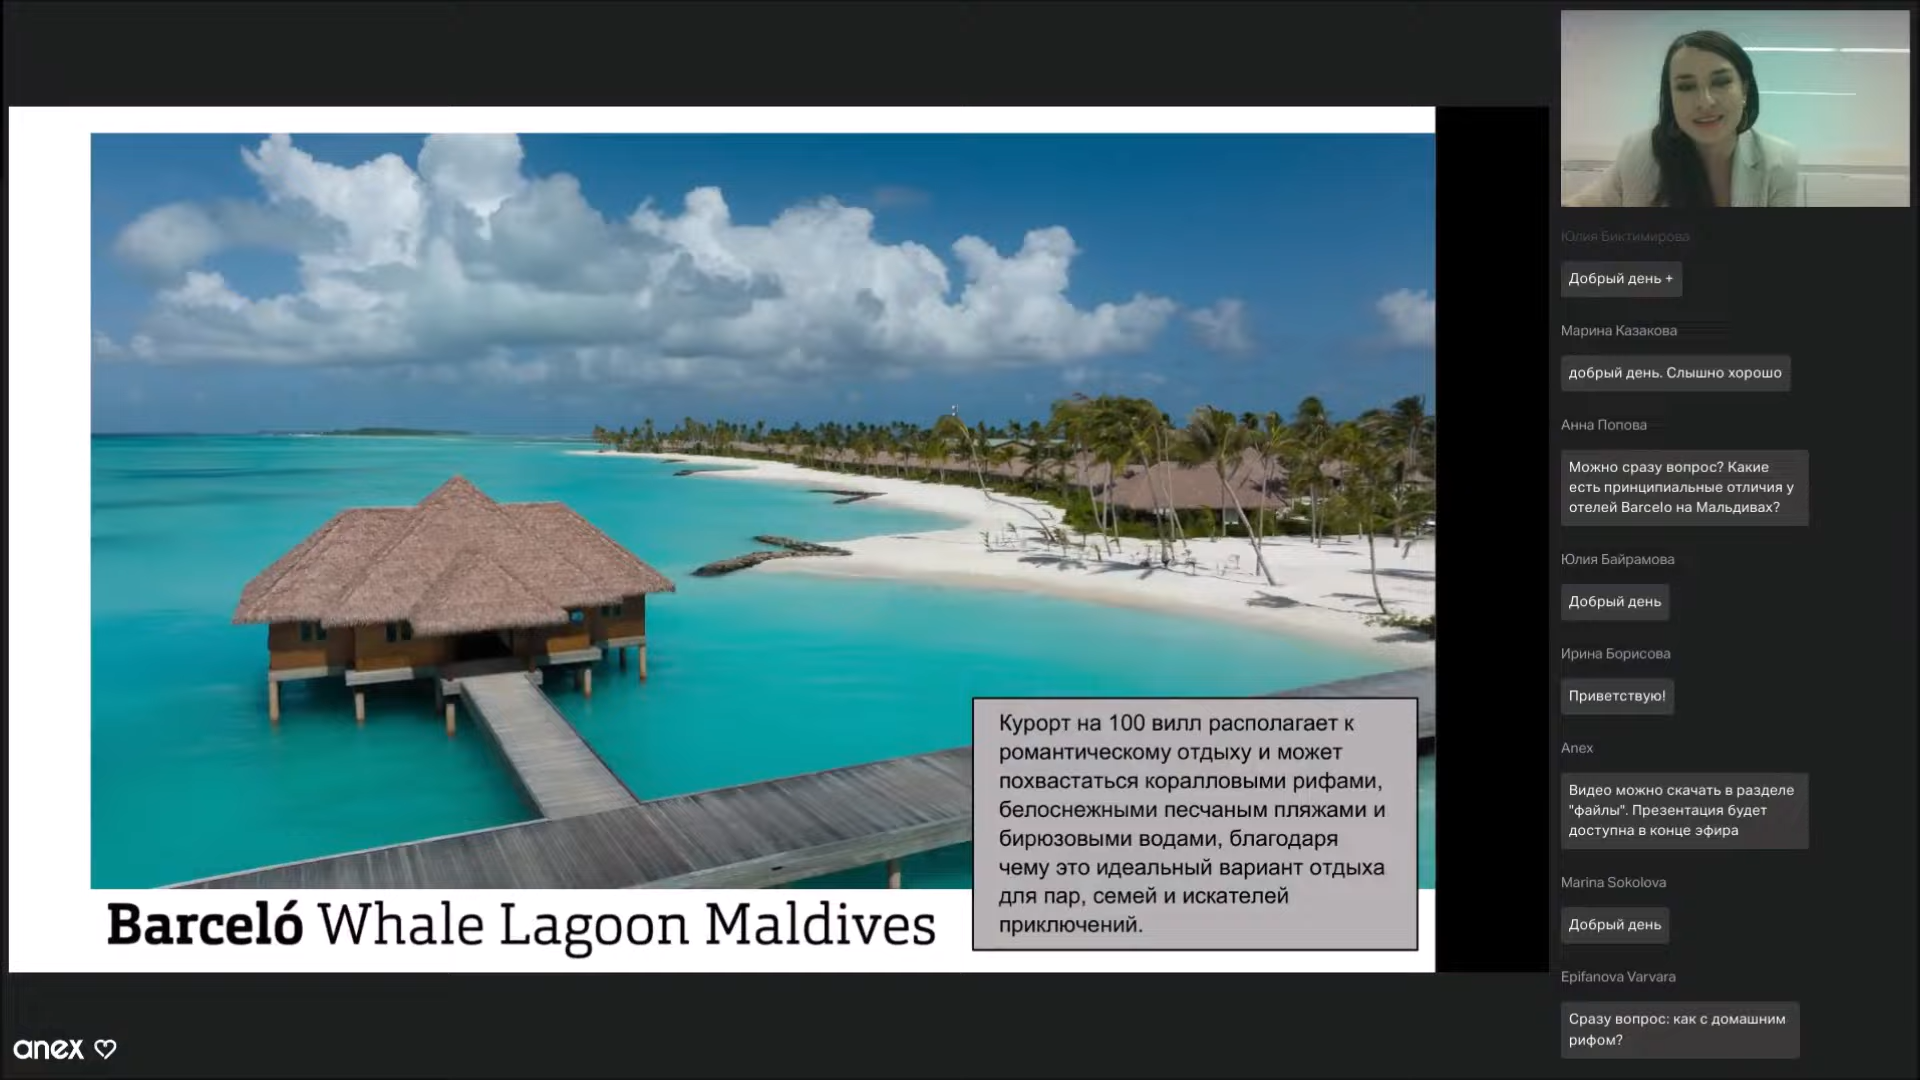 Barceló Whale Lagoon Maldives
Курорт на 100 вилл располагает к
романтическому отдыху и может
похвастаться коралловыми рифами,
белоснежными песчаным пляжами и
бирюзовыми водами, благодаря
чему это идеальный вариант отдыха
для пар, семей и искателей
приключений.
anex
Юлия Биктимирова
Добрый день +
Марина Казакова
добрый день. Слышно хорошо
Анна Попова
Можно сразу вопрос? Какие
есть принципиальные отличия у
отелей Barcelo на Мальдивах?
Юлия Байрамова
Добрый день
Ирина Борисова
Приветствую!
Anex
Видео можно скачать в разделе
"файлы". Презентация будет
доступна в конце эфира
Marina Sokolova
Добрый день
Epifanova Varvara
Сразу вопрос: как с домашним
рифом?